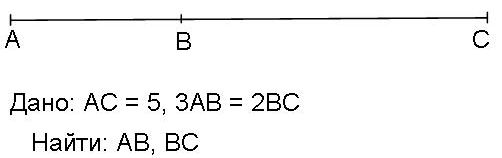 A B C
Дано: AC = 5, 3AB = 2BC
Найти: AB, BC